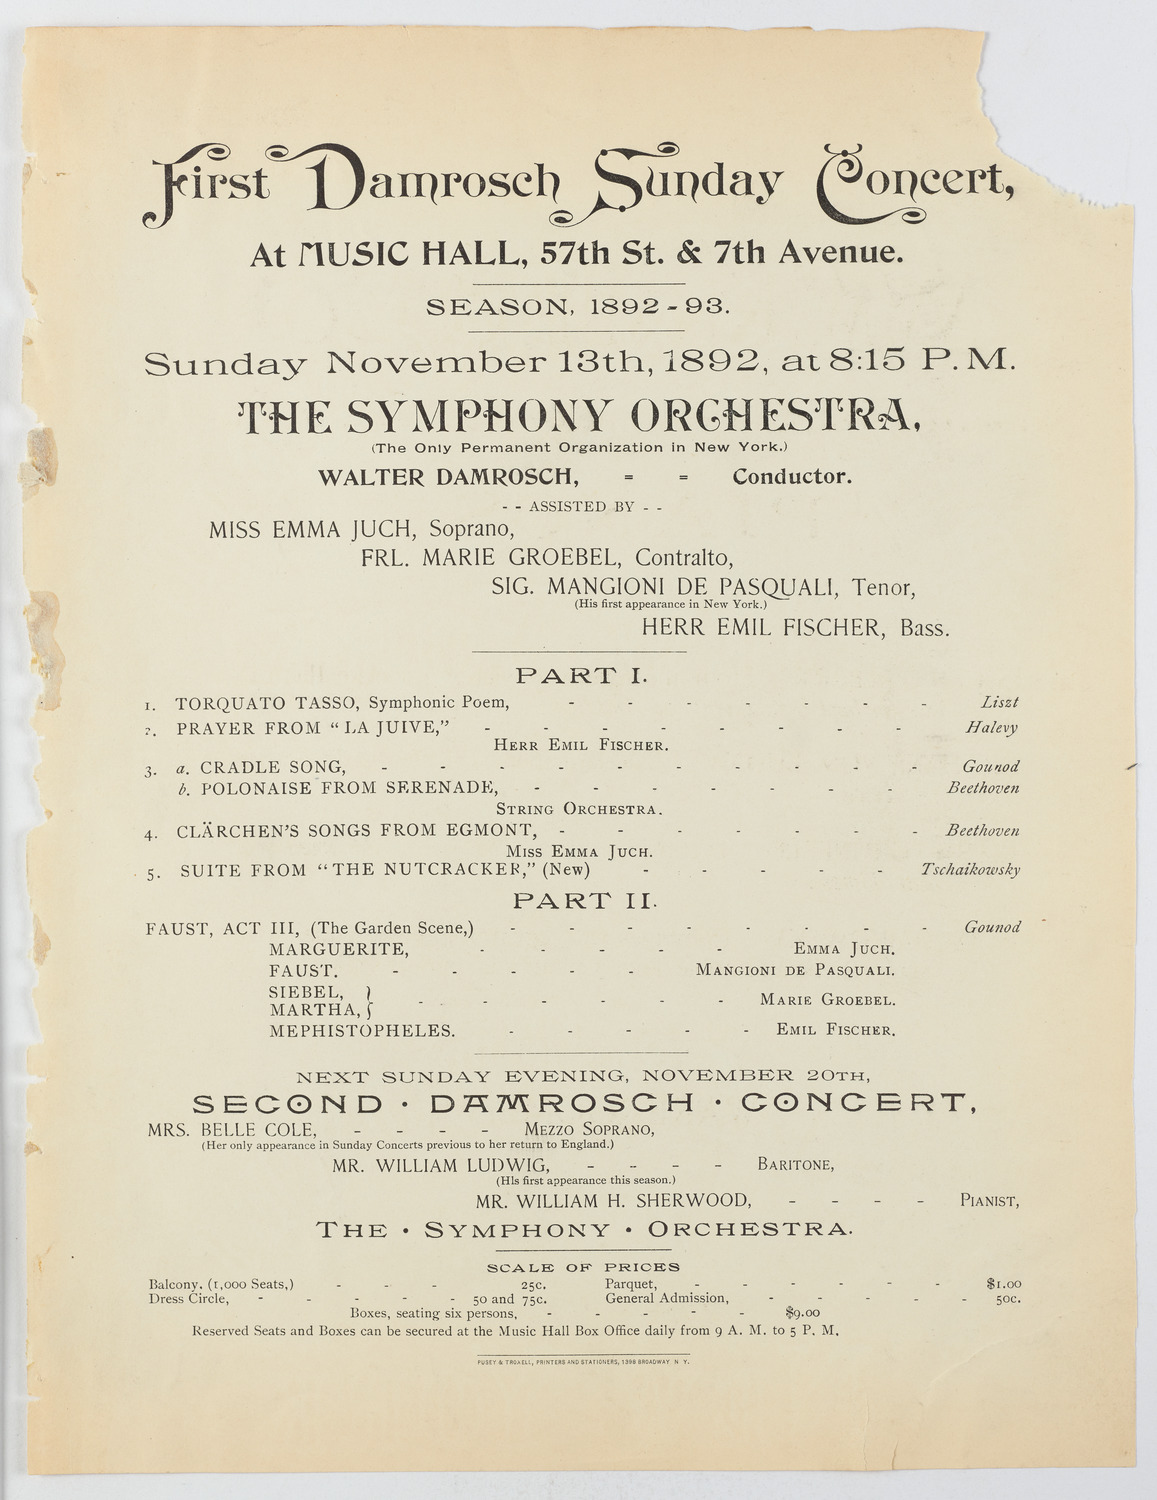 First Damrosch Sunday Concert,
At MUSIC HALL, 57th St. & 7th Avenue.
SEASON, 1892-93.
Sunday November 13th, 1892, at 8:15 P.M.
THE SYMPHONY ORCHESTRA,
(The Only Permanent Organization in New York.)
WALTER DAMROSCH, = = Conductor.
- - ASSISTED BY - -
MISS EMMA JUCH, Soprano,
FRL. MARIE GROEBEL, Contralto,
SIG. MANGIONI DE PASQUALI, Tenor,
(His first appearance in New York.)
HERR EMIL FISCHER, Bass.
PART I.
1. TORQUATO TASSO, Symphonic Poem, - - - - - - - Liszt
2. PRAYER FROM “LA JUIVE,” - - - - - - - - Halevy
HERR EMIL FISCHER.
3. a. CRADLE SONG, - - - - - - - - - - Gounod
b. POLONAISE FROM SERENADE, - - - - - - - Beethoven
STRING ORCHESTRA.
4. CLÄRCHEN’S SONGS FROM EGMONT, - - - - - - - Beethoven
MISS EMMA JUCH.
5. SUITE FROM “THE NUTCRACKER,” (New) - - - - - Tschaikowsky
PART II.
FAUST, ACT III, (The Garden Scene,) - - - - - - - - Gounod
MARGUERITE, - - - - - EMMA JUCH.
FAUST. - - - - - MANGIONI DE PASQUALI.
SIEBEL, }
MARTHA, } - - - - - - - MARIE GROEBEL.
MEPHISTOPHELES. - - - - - EMIL FISCHER.
NEXT SUNDAY EVENING, NOVEMBER 20TH,
SECOND · DAMROSCH · CONCERT,
MRS. BELLE COLE, - - - - MEZZO SOPRANO,
(Her only appearance in Sunday Concerts previous to her return to England.)
MR. WILLIAM LUDWIG, - - - - BARITONE,
(HIs first appearance this season.)
MR. WILLIAM H. SHERWOOD, - - - - PIANIST,
THE · SYMPHONY · ORCHESTRA.
SCALE OF PRICES
Balcony. (1,000 Seats,) - - - 25c. Parquet, - - - - - - $1.00
Dress Circle, - - - - - 50 and 75c. General Admission, - - - - - 50c.
Boxes, seating six persons, - - - - - $9.00
Reserved Seats and Boxes can be secured at the Music Hall Box Office daily from 9 A. M. to 5 P. M.
PUSEY & TROXELL, PRINTERS AND STATIONERS, 1398 BROADWAY N Y.